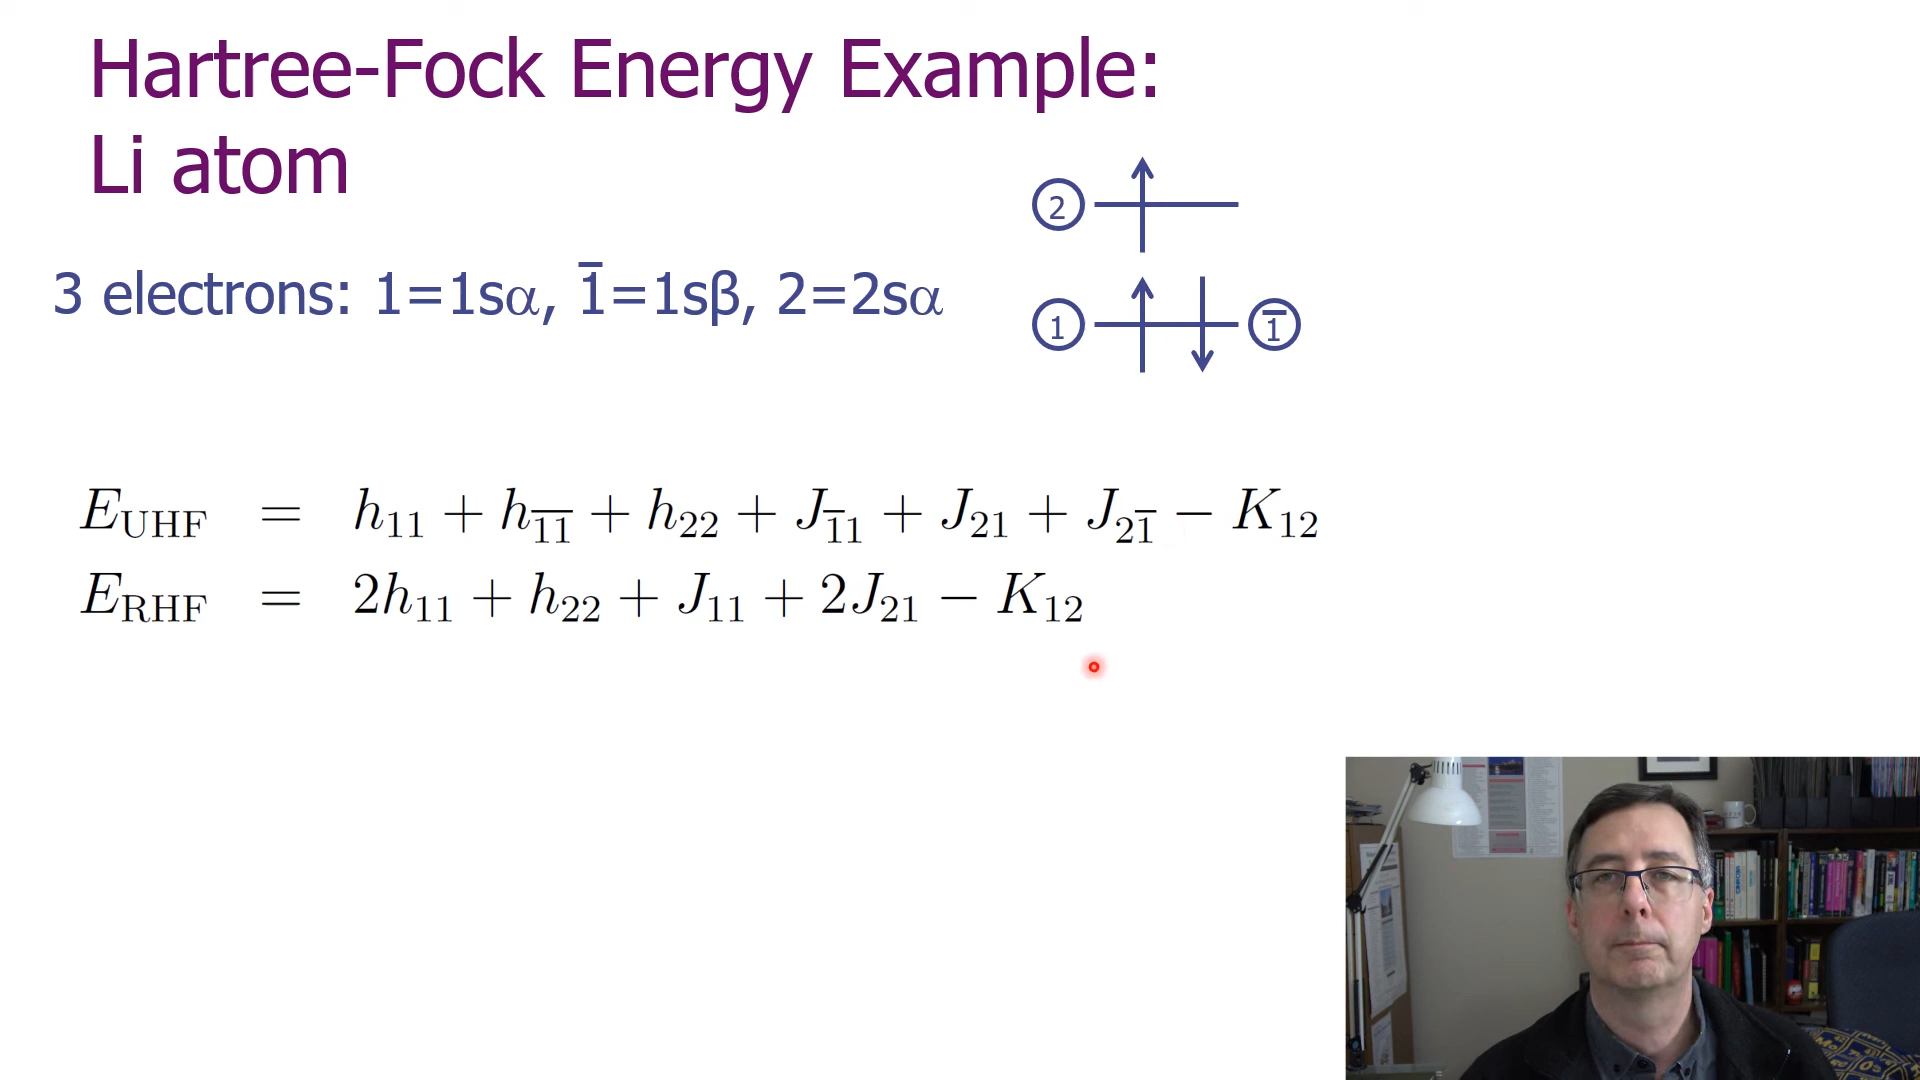 Hartree-Fock Energy Example:
Li atom
3 electrons: 1=1sα, 1̅=1sβ, 2=2sα
2
1
1̅
E_UHF = h_11 + h_1̅1̅ + h_22 + J_1̅1 + J_21 + J_21̅ − K_12
E_RHF = 2h_11 + h_22 + J_11 + 2J_21 − K_12